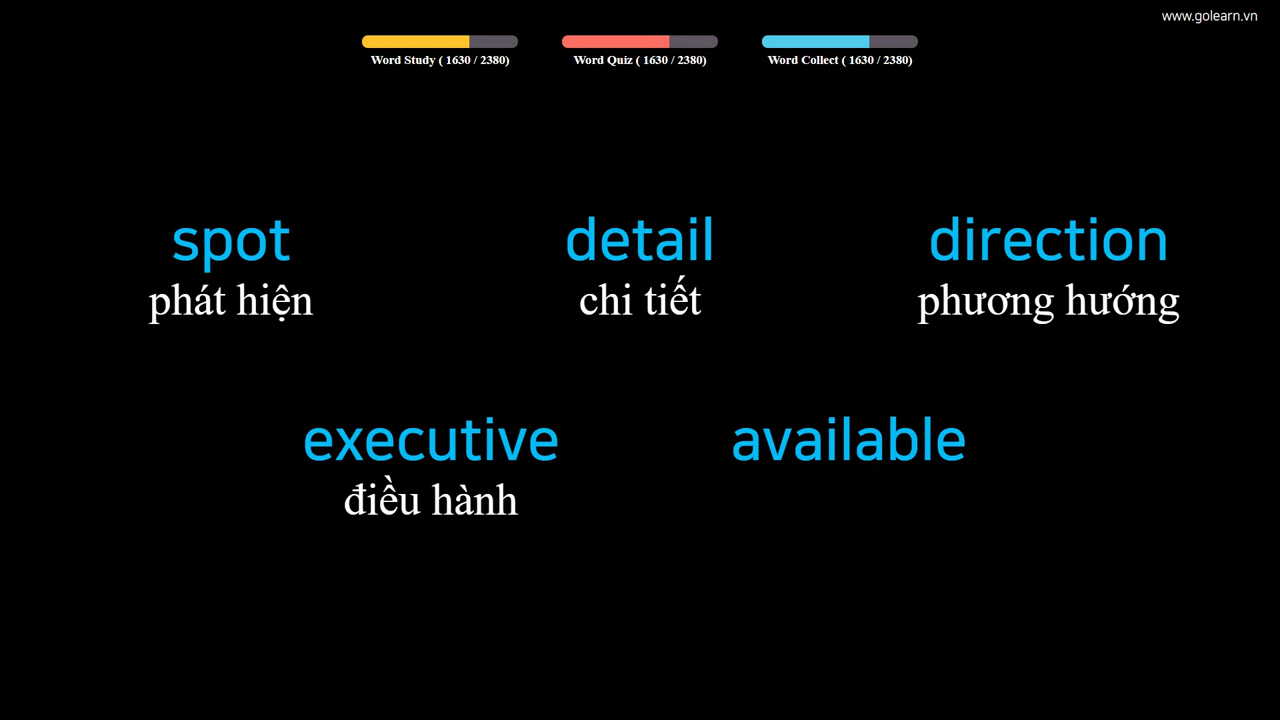 www.golearn.vn
Word Study ( 1630 / 2380)
Word Quiz ( 1630 / 2380)
Word Collect ( 1630 / 2380)
spot
phát hiện
detail
chi tiết
direction
phương hướng
executive
điều hành
available